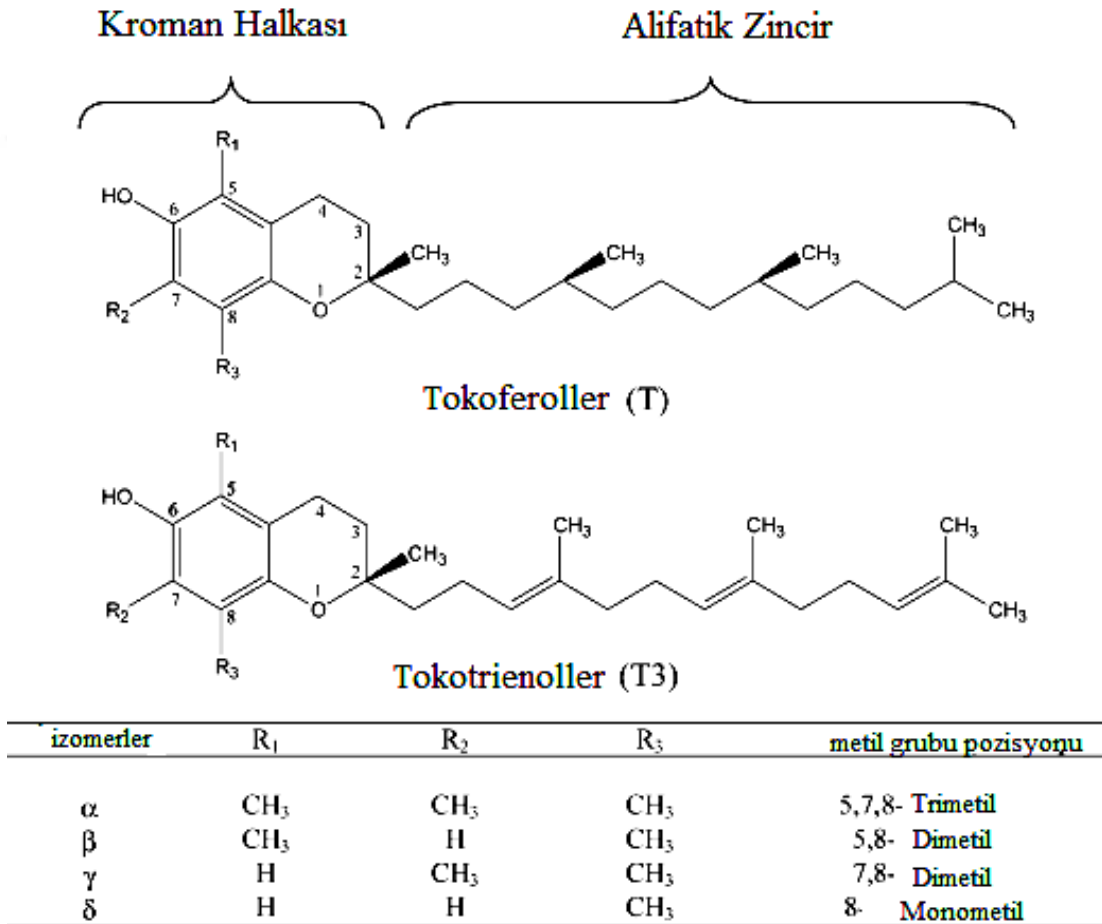 Kroman Halkası Alifatik Zincir
R₁
HO 5 4
6 3 CH₃ CH₃ CH₃
2 CH₃
7 1
R₂ 8 O CH₃
R₃
Tokoferoller (T)
R₁
HO 5 4
6 3 CH₃ CH₃ CH₃
2 CH₃
7 1
R₂ 8 O CH₃
R₃
Tokotrienoller (T3)
izomerler R₁ R₂ R₃ metil grubu pozisyonu
α CH₃ CH₃ CH₃ 5,7,8- Trimetil
β CH₃ H CH₃ 5,8- Dimetil
γ H CH₃ CH₃ 7,8- Dimetil
δ H H CH₃ 8- Monometil